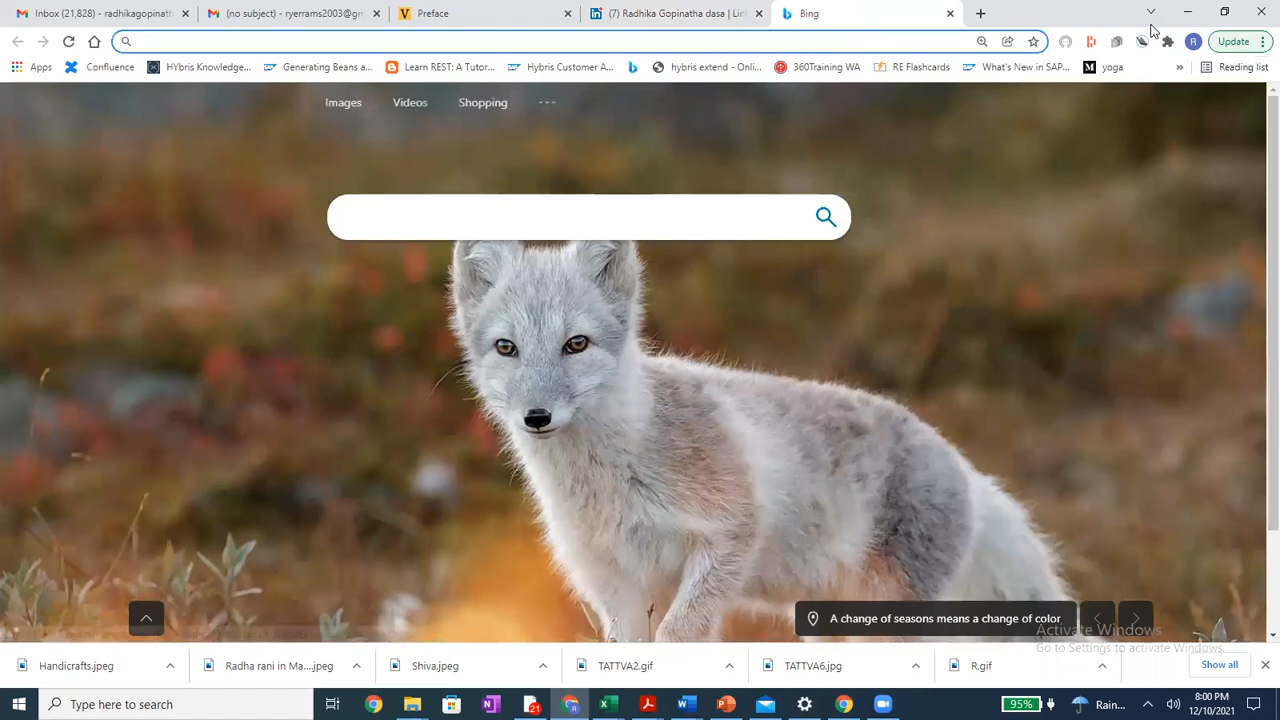 Inbox (21,828) - radhikagopinath
(no subject) - ryerrams2003@gm
Preface
(7) Radhika Gopinatha dasa | Lin
Bing
Update
Apps
Confluence
HYbris Knowledge...
Generating Beans a...
Learn REST: A Tutor...
Hybris Customer A...
hybris extend - Onli...
360Training WA
RE Flashcards
What's New in SAP...
yoga
Reading list
Images
Videos
Shopping
A change of seasons means a change of color
Activate Windows
Go to Settings to activate Windows.
Handicrafts.jpeg
Radha rani in Ma....jpeg
Shiva.jpeg
TATTVA2.gif
TATTVA6.jpg
R.gif
Show all
Type here to search
21
95%
Rain...
8:00 PM
12/10/2021